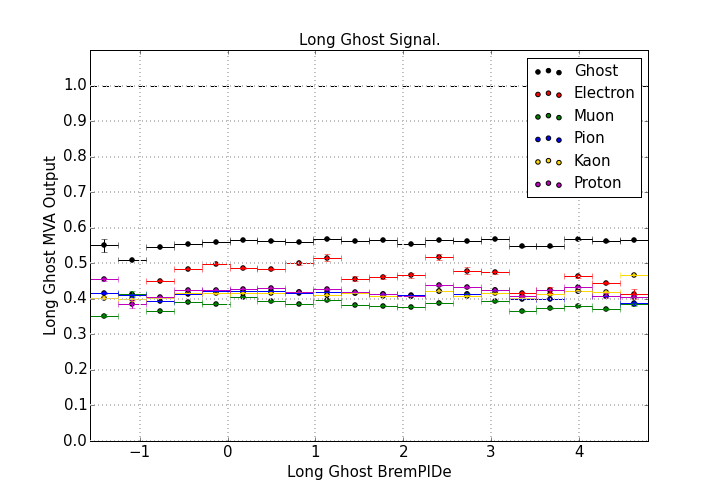 Long Ghost Signal.
Long Ghost MVA Output
1.0
0.9
0.8
0.7
0.6
0.5
0.4
0.3
0.2
0.1
0.0
Ghost
Electron
Muon
Pion
Kaon
Proton
−1 0 1 2 3 4
Long Ghost BremPIDe